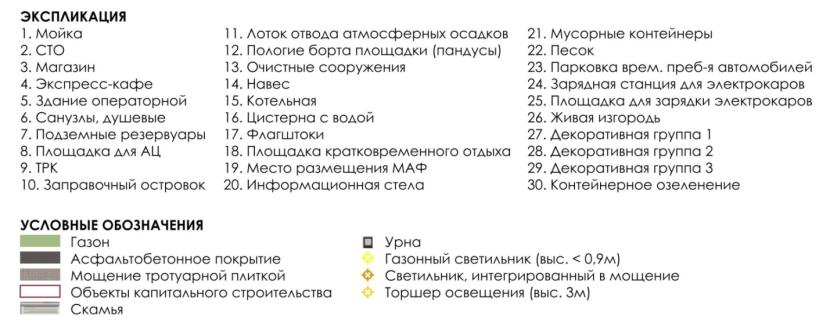 ЭКСПЛИКАЦИЯ
1. Мойка
2. СТО
3. Магазин
4. Экспресс-кафе
5. Здание операторной
6. Санузлы, душевые
7. Подземные резервуары
8. Площадка для АЦ
9. ТРК
10. Заправочный островок
11. Лоток отвода атмосферных осадков
12. Пологие борта площадки (пандусы)
13. Очистные сооружения
14. Навес
15. Котельная
16. Цистерна с водой
17. Флагштоки
18. Площадка кратковременного отдыха
19. Место размещения МАФ
20. Информационная стела
21. Мусорные контейнеры
22. Песок
23. Парковка врем. преб-я автомобилей
24. Зарядная станция для электрокаров
25. Площадка для зарядки электрокаров
26. Живая изгородь
27. Декоративная группа 1
28. Декоративная группа 2
29. Декоративная группа 3
30. Контейнерное озеленение
УСЛОВНЫЕ ОБОЗНАЧЕНИЯ
Газон
Асфальтобетонное покрытие
Мощение тротуарной плиткой
Объекты капитального строительства
Скамья
Урна
Газонный светильник (выс. < 0,9м)
Светильник, интегрированный в мощение
Торшер освещения (выс. 3м)